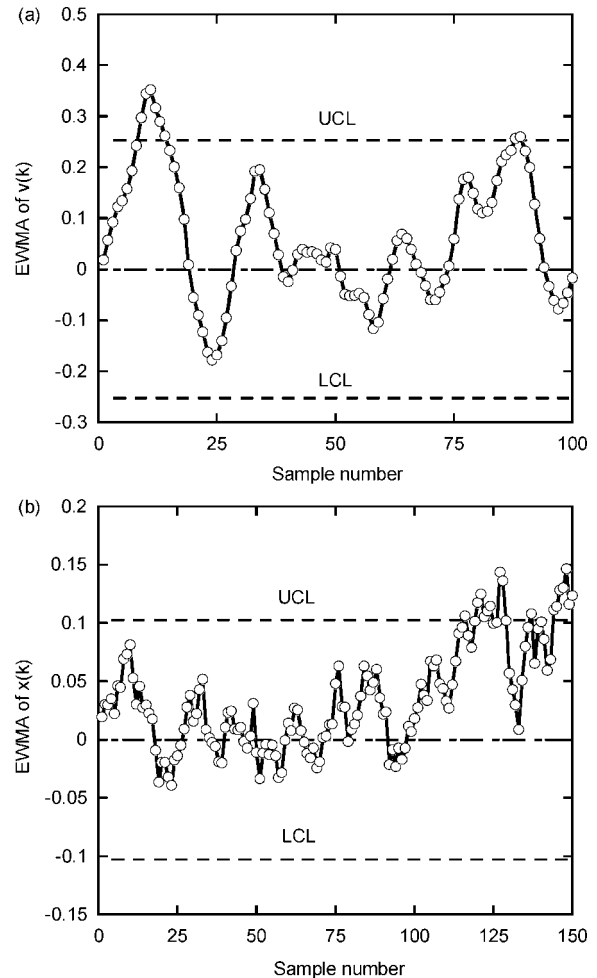 (a)
0.5
0.4
0.3
UCL
0.2
EWMA of v(k)
0.1
0
-0.1
-0.2
LCL
-0.3
0 25 50 75 100
Sample number
(b)
0.2
0.15
UCL
0.1
EWMA of x(k)
0.05
0
-0.05
LCL
-0.1
-0.15
0 25 50 75 100 125 150
Sample number